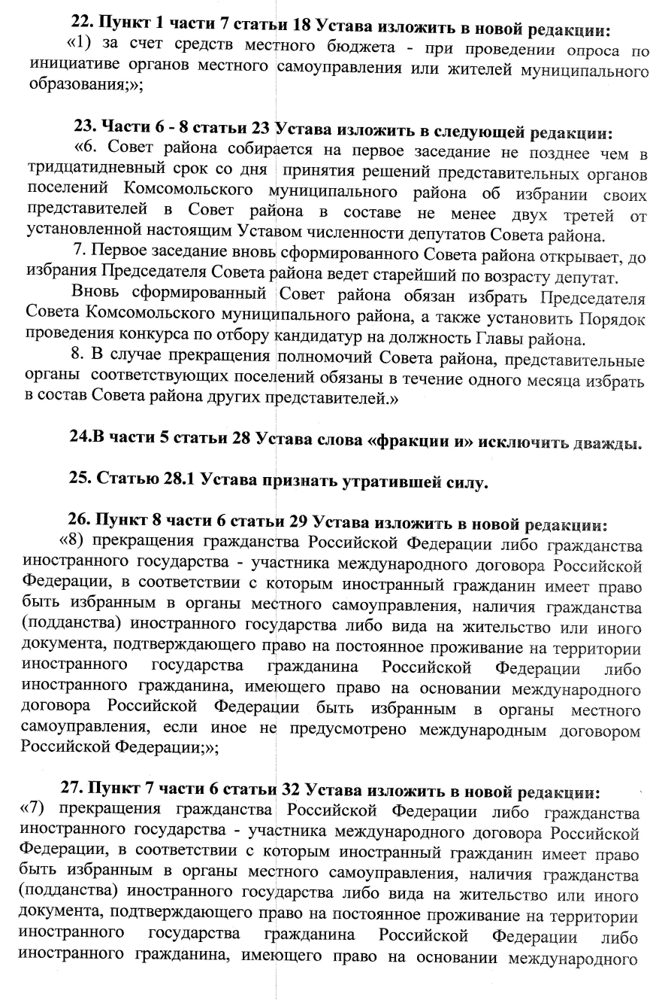 22. Пункт 1 части 7 статьи 18 Устава изложить в новой редакции:
«1) за счет средств местного бюджета - при проведении опроса по
инициативе органов местного самоуправления или жителей муниципального
образования;»;
23. Части 6 - 8 статьи 23 Устава изложить в следующей редакции:
«6. Совет района собирается на первое заседание не позднее чем в
тридцатидневный срок со дня принятия решений представительных органов
поселений Комсомольского муниципального района об избрании своих
представителей в Совет района в составе не менее двух третей от
установленной настоящим Уставом численности депутатов Совета района.
7. Первое заседание вновь сформированного Совета района открывает, до
избрания Председателя Совета района ведет старейший по возрасту депутат.
Вновь сформированный Совет района обязан избрать Председателя
Совета Комсомольского муниципального района, а также установить Порядок
проведения конкурса по отбору кандидатур на должность Главы района.
8. В случае прекращения полномочий Совета района, представительные
органы соответствующих поселений обязаны в течение одного месяца избрать
в состав Совета района других представителей.»
24.В части 5 статьи 28 Устава слова «фракции и» исключить дважды.
25. Статью 28.1 Устава признать утратившей силу.
26. Пункт 8 части 6 статьи 29 Устава изложить в новой редакции:
«8) прекращения гражданства Российской Федерации либо гражданства
иностранного государства - участника международного договора Российской
Федерации, в соответствии с которым иностранный гражданин имеет право
быть избранным в органы местного самоуправления, наличия гражданства
(подданства) иностранного государства либо вида на жительство или иного
документа, подтверждающего право на постоянное проживание на территории
иностранного государства гражданина Российской Федерации либо
иностранного гражданина, имеющего право на основании международного
договора Российской Федерации быть избранным в органы местного
самоуправления, если иное не предусмотрено международным договором
Российской Федерации;»;
27. Пункт 7 части 6 статьи 32 Устава изложить в новой редакции:
«7) прекращения гражданства Российской Федерации либо гражданства
иностранного государства - участника международного договора Российской
Федерации, в соответствии с которым иностранный гражданин имеет право
быть избранным в органы местного самоуправления, наличия гражданства
(подданства) иностранного государства либо вида на жительство или иного
документа, подтверждающего право на постоянное проживание на территории
иностранного государства гражданина Российской Федерации либо
иностранного гражданина, имеющего право на основании международного